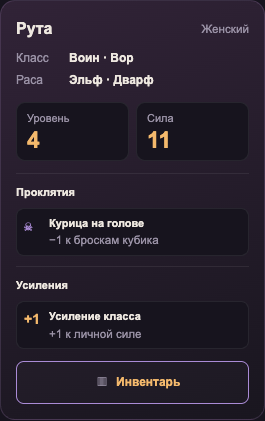 Рута
Женский
Класс Воин · Вор
Раса Эльф · Дварф
Уровень Сила
4 11
Проклятия
Курица на голове
−1 к броскам кубика
Усиления
+1 Усиление класса
+1 к личной силе
Инвентарь